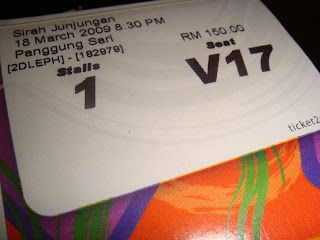 Sirah Junjungan
18 March 2009 8.30 PM
Panggung Sari
[2DLEPH] - [182979]
RM 150.00
Stalls
Seat
1
V17
ticket2